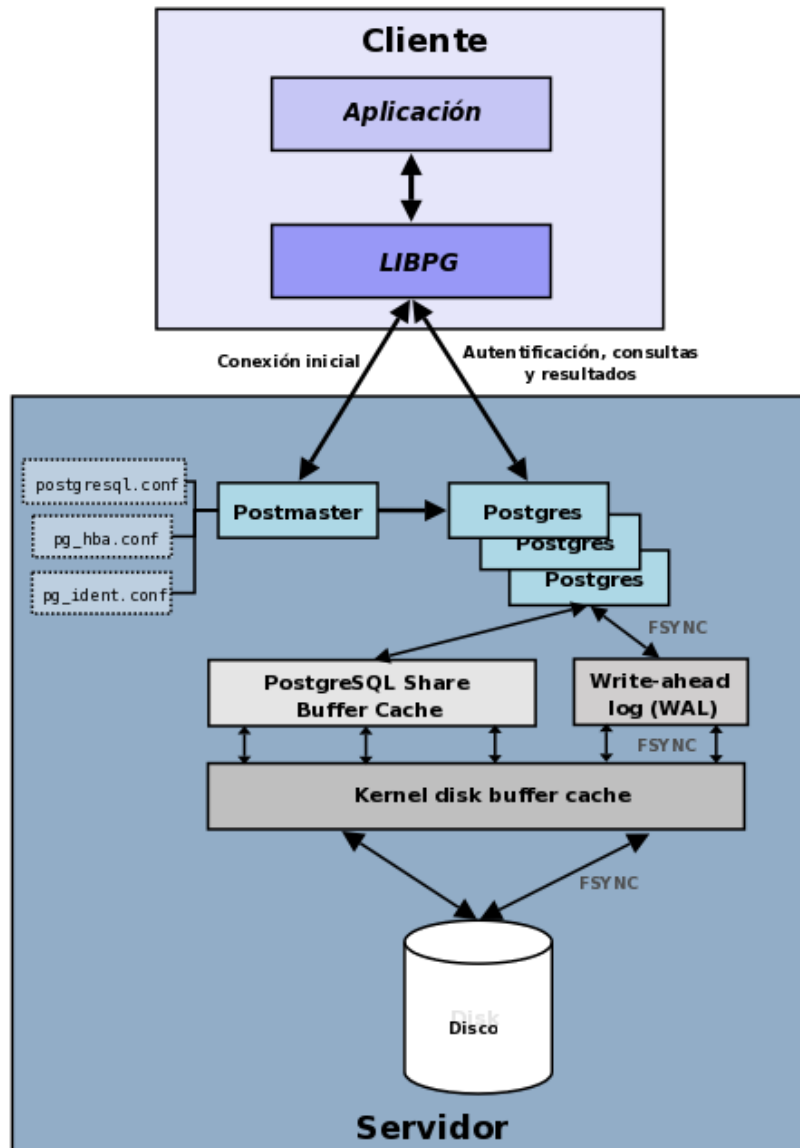 Cliente
Aplicación
LIBPG
Conexión inicial
Autentificación, consultas
y resultados
postgresql.conf
pg_hba.conf
pg_ident.conf
Postmaster
Postgres
Postgres
Postgres
FSYNC
PostgreSQL Share
Buffer Cache
Write-ahead
log (WAL)
FSYNC
Kernel disk buffer cache
FSYNC
Disk
Disco
Servidor